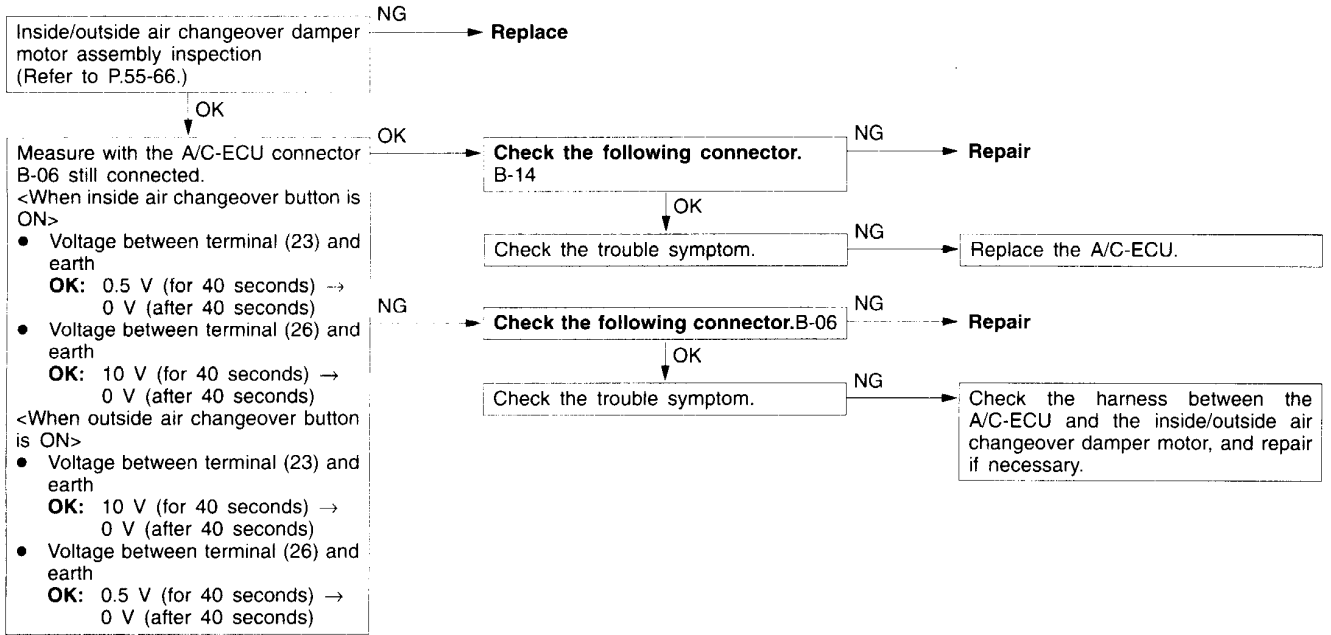 Inside/outside air changeover damper
motor assembly inspection
(Refer to P.55-66.)
NG
Replace
OK
Measure with the A/C-ECU connector
B-06 still connected.
<When inside air changeover button is
ON>
● Voltage between terminal (23) and
earth
OK: 0.5 V (for 40 seconds) →
0 V (after 40 seconds)
● Voltage between terminal (26) and
earth
OK: 10 V (for 40 seconds) →
0 V (after 40 seconds)
<When outside air changeover button
is ON>
● Voltage between terminal (23) and
earth
OK: 10 V (for 40 seconds) →
0 V (after 40 seconds)
● Voltage between terminal (26) and
earth
OK: 0.5 V (for 40 seconds) →
0 V (after 40 seconds)
OK
Check the following connector.
B-14
NG
Repair
OK
Check the trouble symptom.
NG
Replace the A/C-ECU.
NG
Check the following connector.B-06
NG
Repair
OK
Check the trouble symptom.
NG
Check the harness between the
A/C-ECU and the inside/outside air
changeover damper motor, and repair
if necessary.